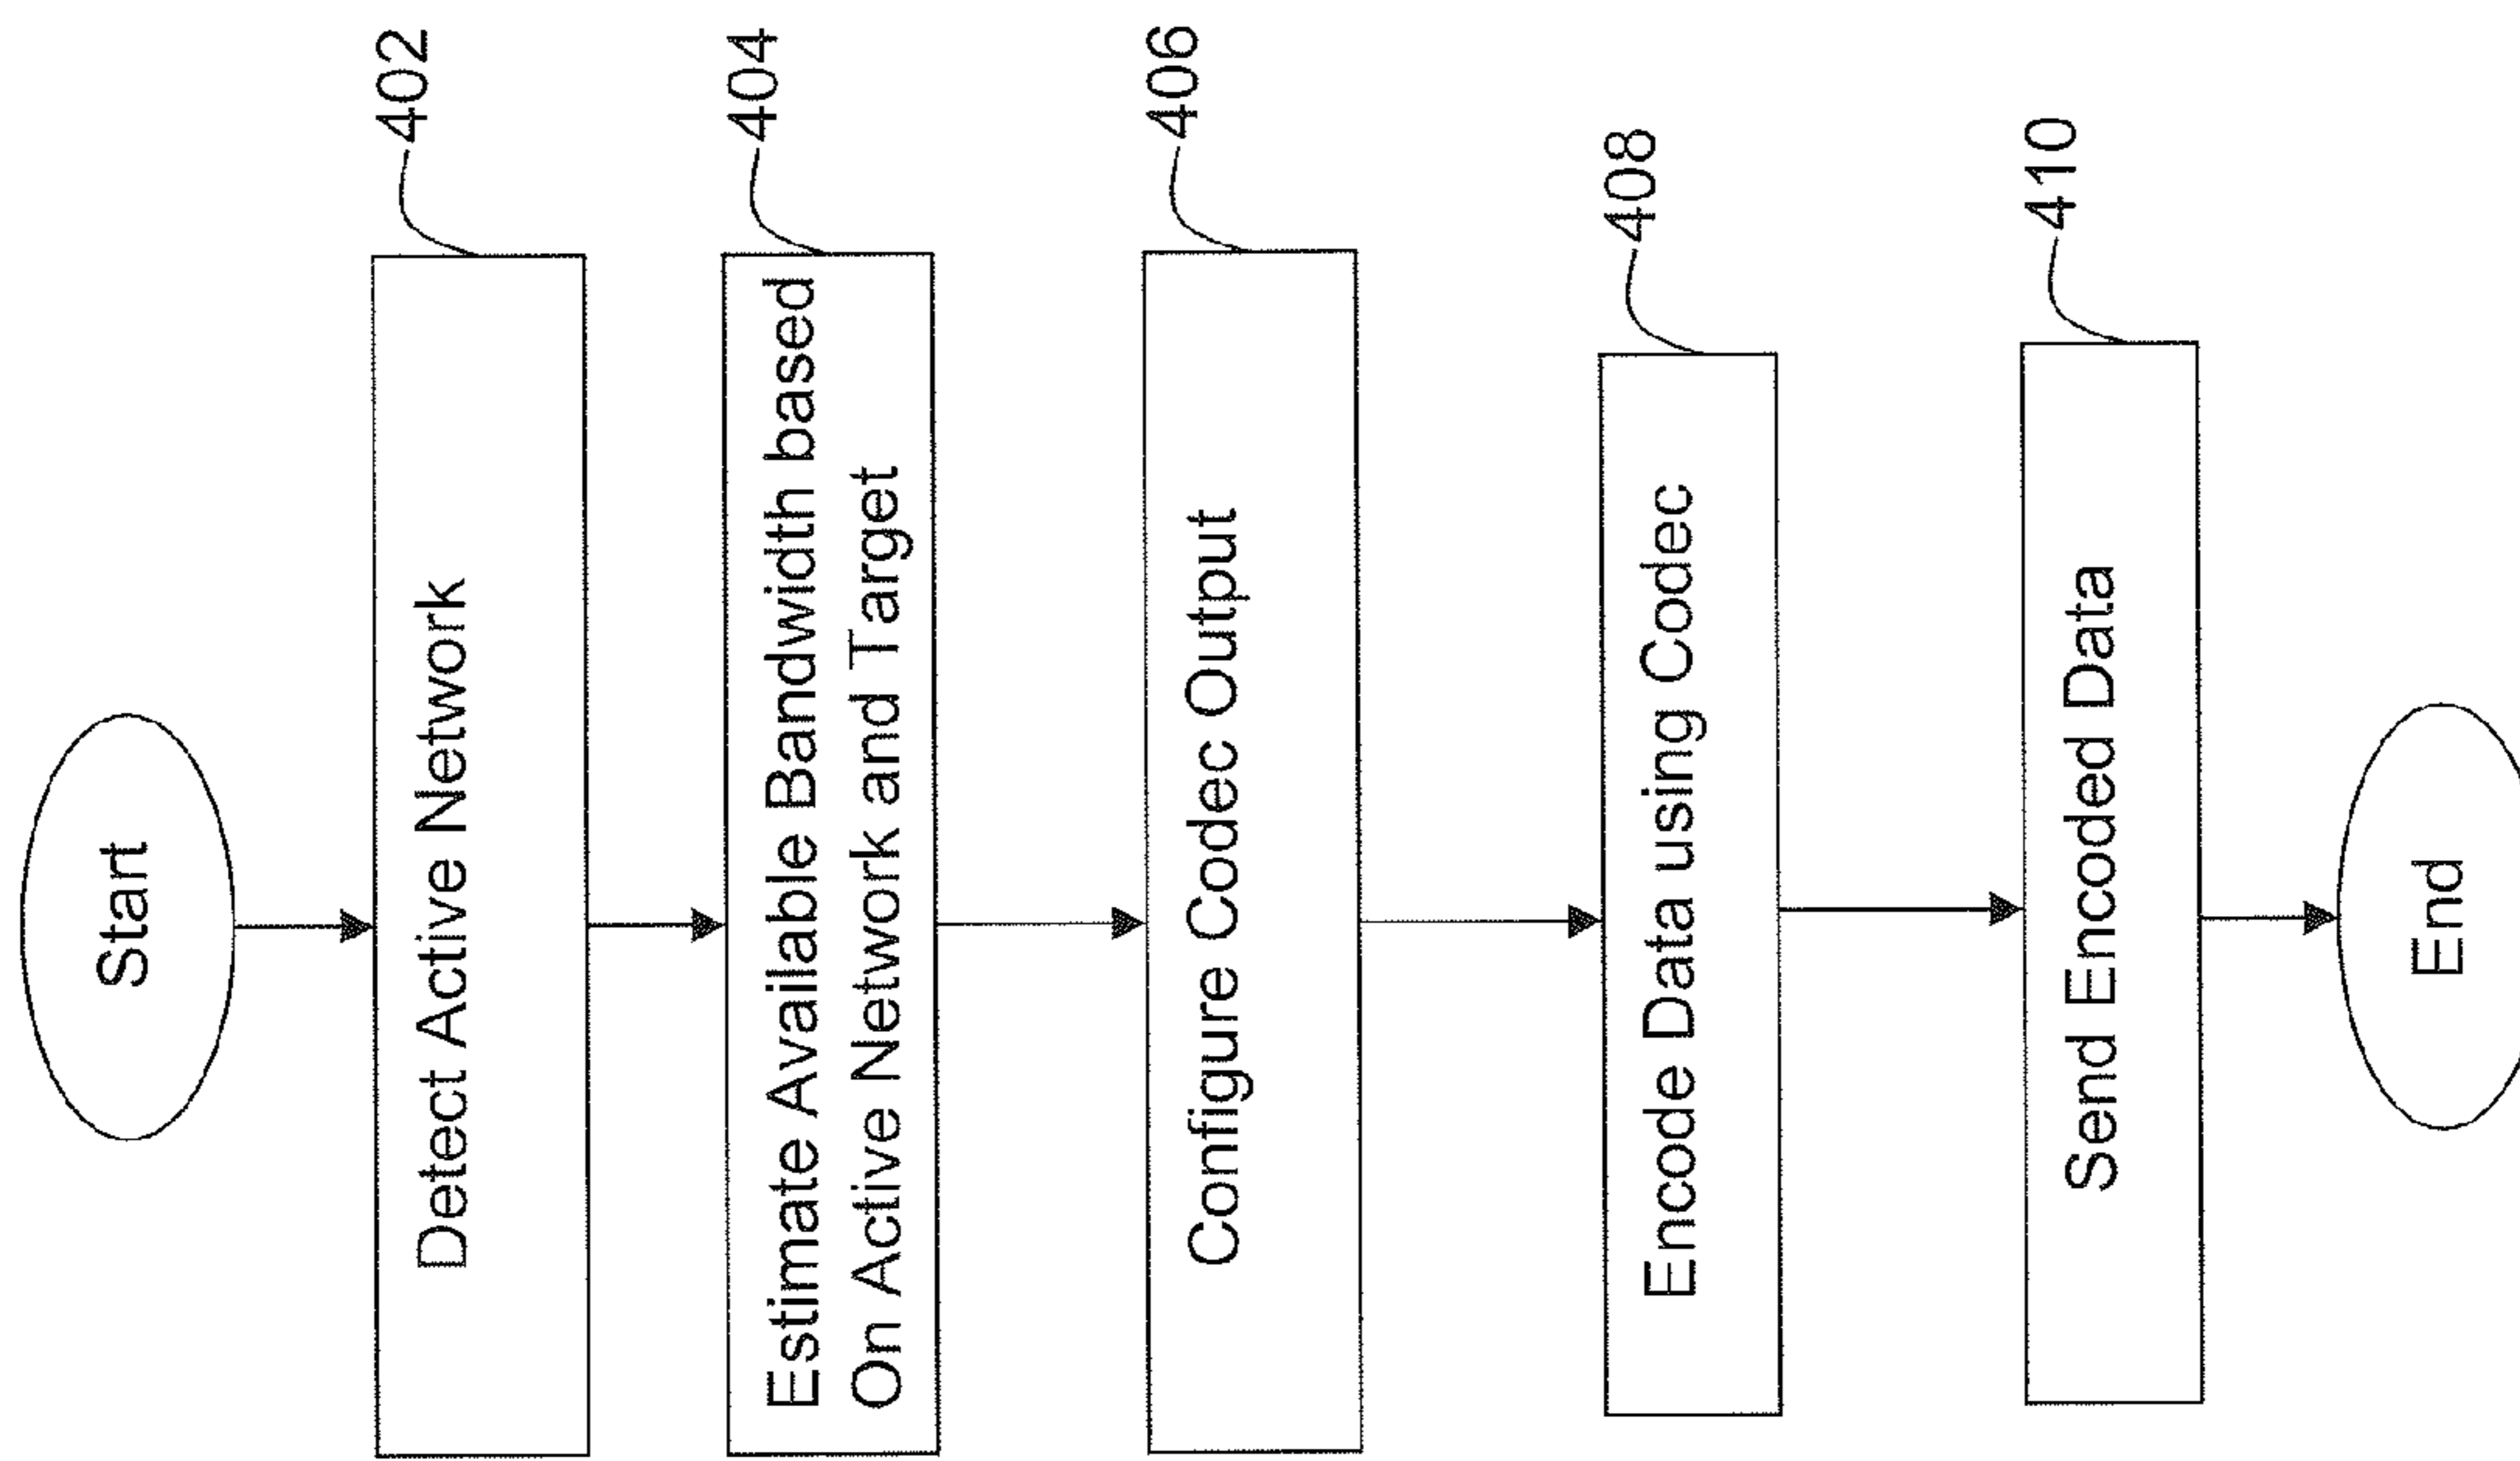 Start
402
Detect Active Network
404
Estimate Available Bandwidth based
On Active Network and Target
406
Configure Codec Output
408
Encode Data using Codec
410
Send Encoded Data
End